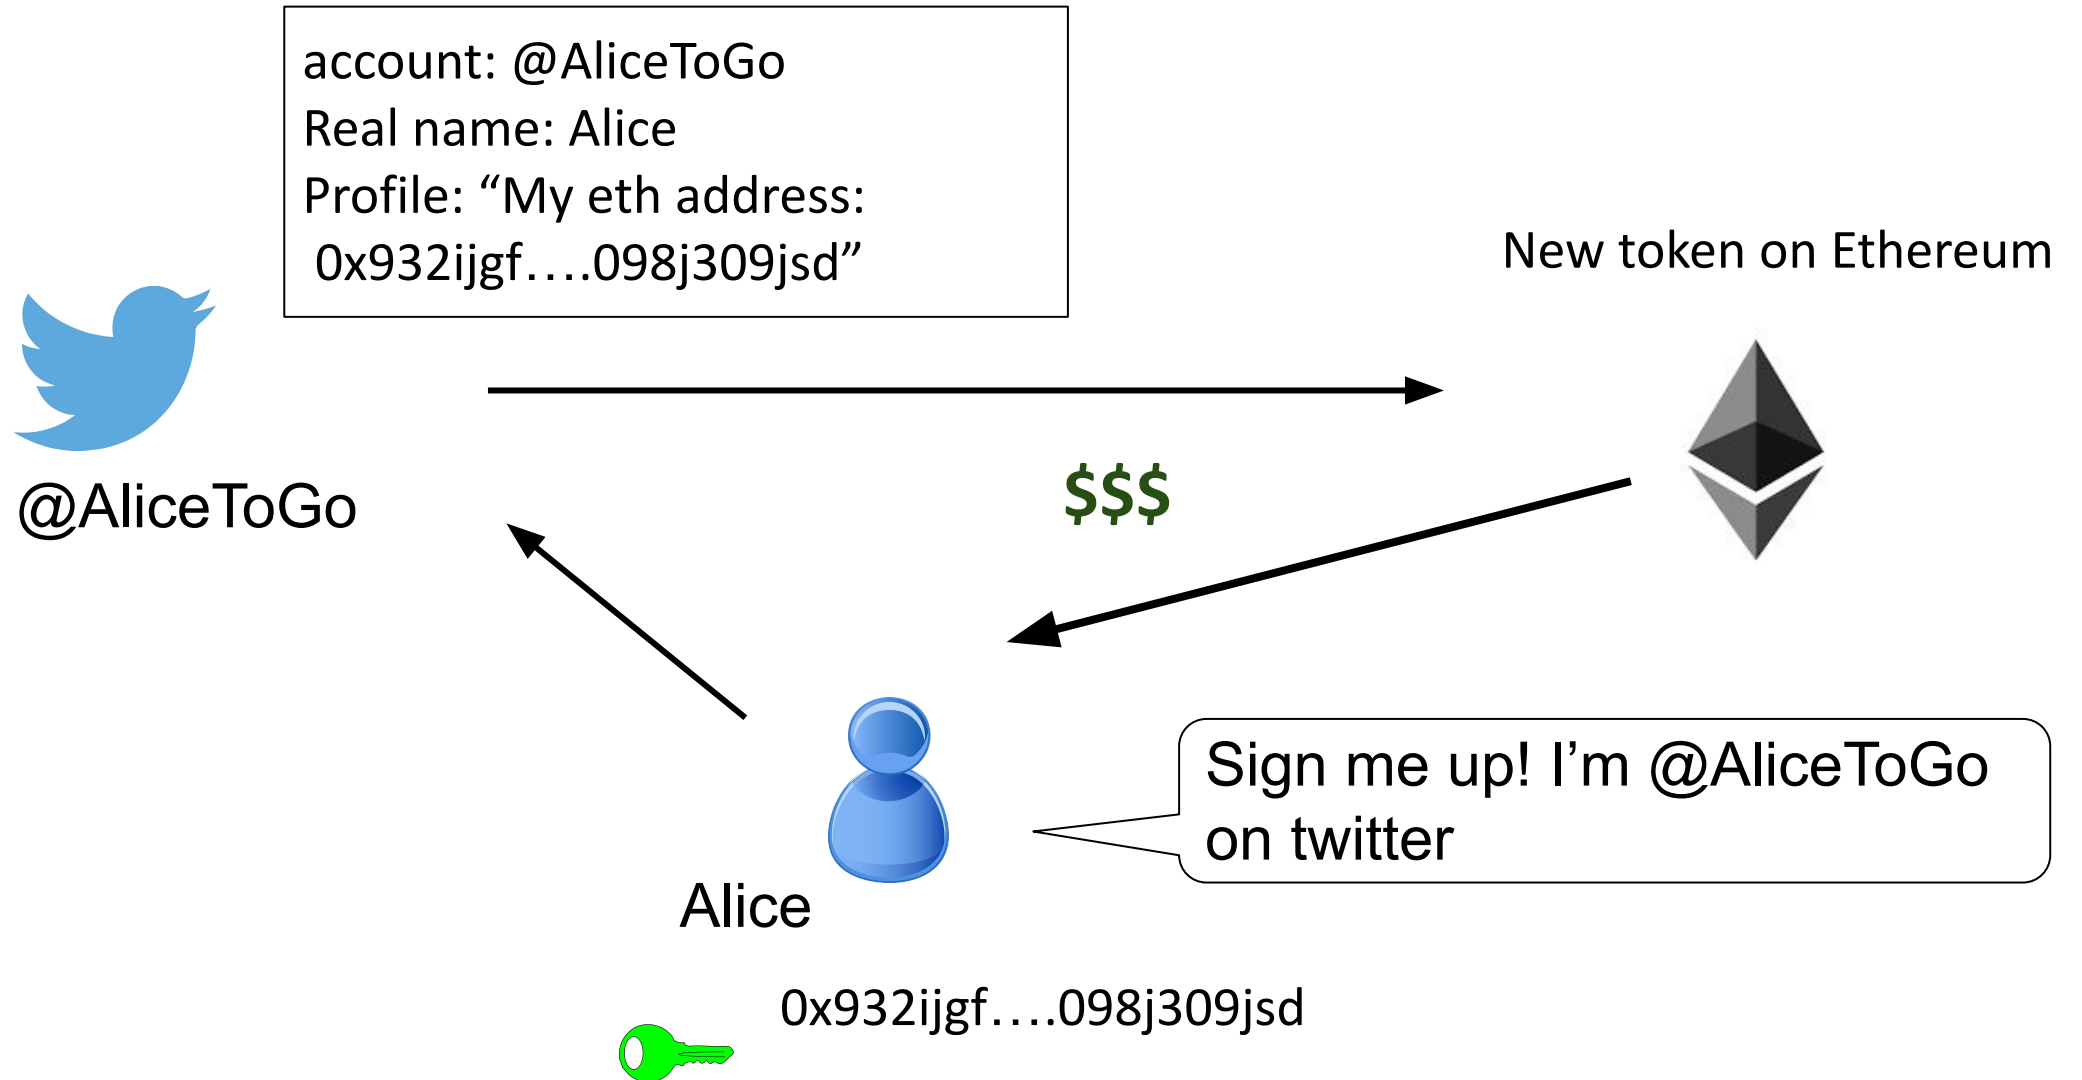 account: @AliceToGo
Real name: Alice
Profile: “My eth address:
0x932ijgf….098j309jsd”
New token on Ethereum
@AliceToGo
$$$
Sign me up! I’m @AliceToGo
on twitter
Alice
0x932ijgf….098j309jsd